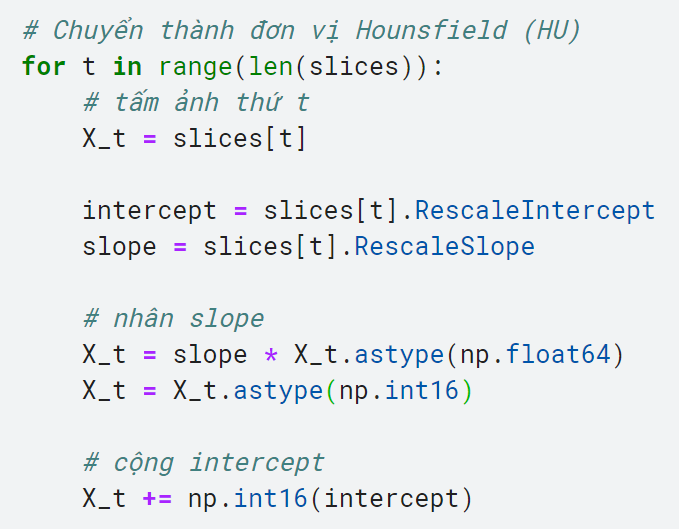 # Chuyển thành đơn vị Hounsfield (HU)
for t in range(len(slices)):
    # tấm ảnh thứ t
    X_t = slices[t]

    intercept = slices[t].RescaleIntercept
    slope = slices[t].RescaleSlope

    # nhân slope
    X_t = slope * X_t.astype(np.float64)
    X_t = X_t.astype(np.int16)

    # cộng intercept
    X_t += np.int16(intercept)